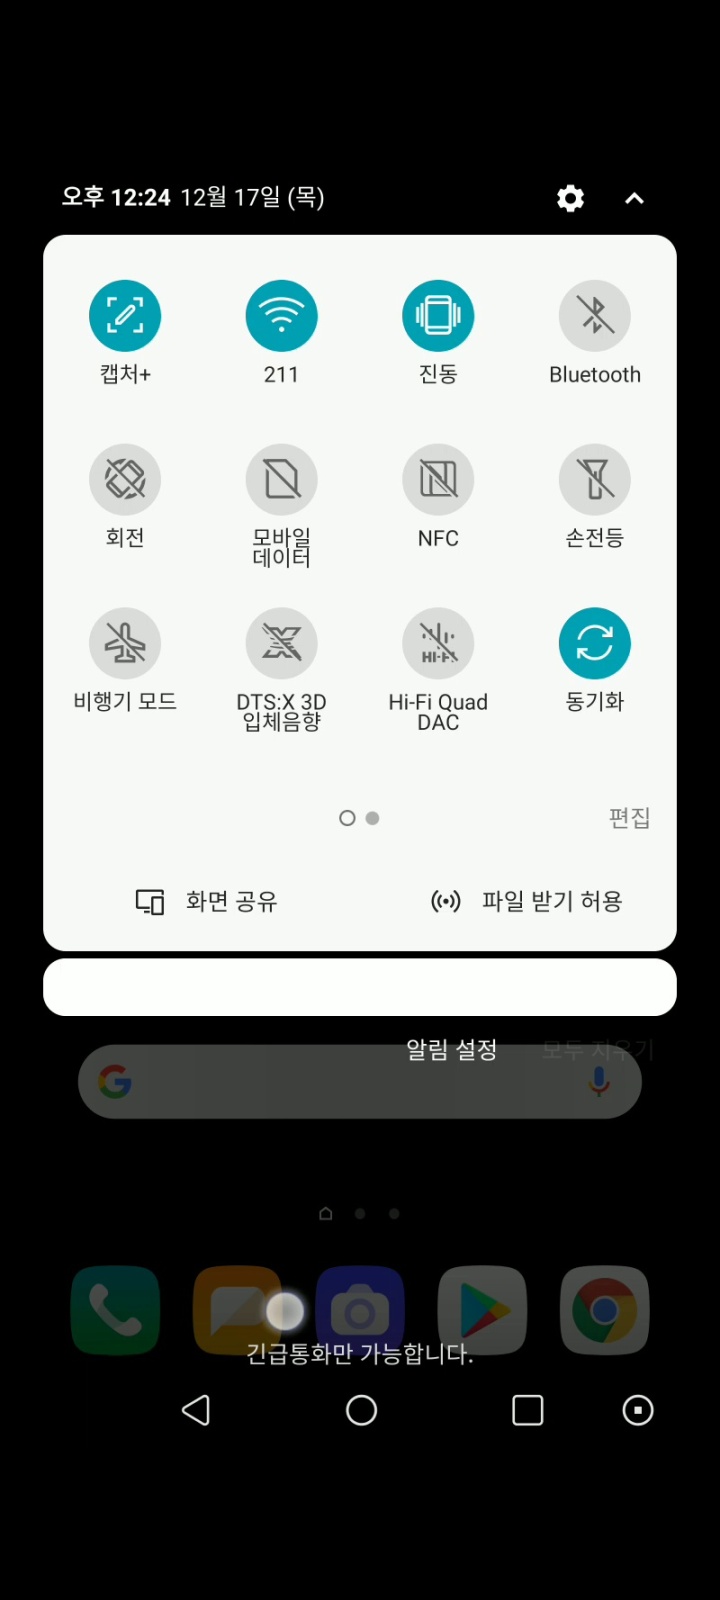 오후 12:24 12월 17일 (목)
캡처+ 211 진동 Bluetooth
회전 모바일 데이터 NFC 손전등
비행기 모드 DTS:X 3D 입체음향 Hi-Fi Quad DAC 동기화
HI-FI
편집
화면 공유 파일 받기 허용
알림 설정 모두 지우기
긴급통화만 가능합니다.